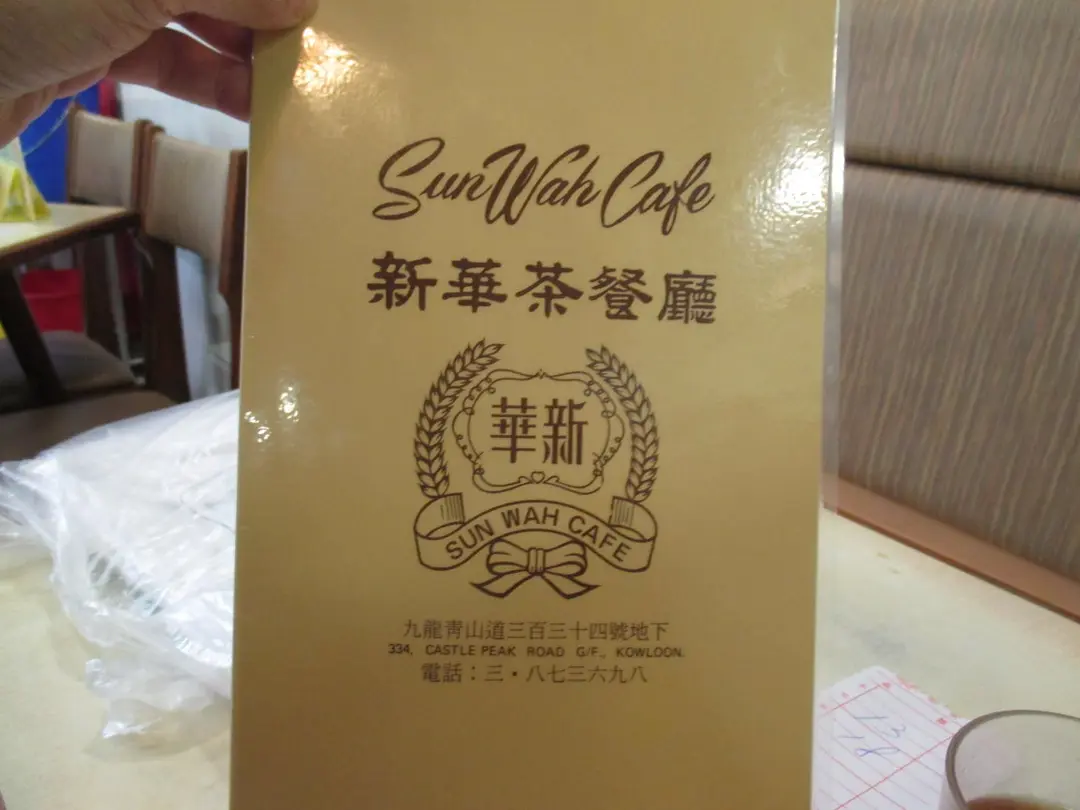 Sun Wah Cafe
新華茶餐廳
華新
SUN WAH CAFE
九龍青山道三百三十四號地下
334, CASTLE PEAK ROAD G/F., KOWLOON.
電話：三・八七三六九八